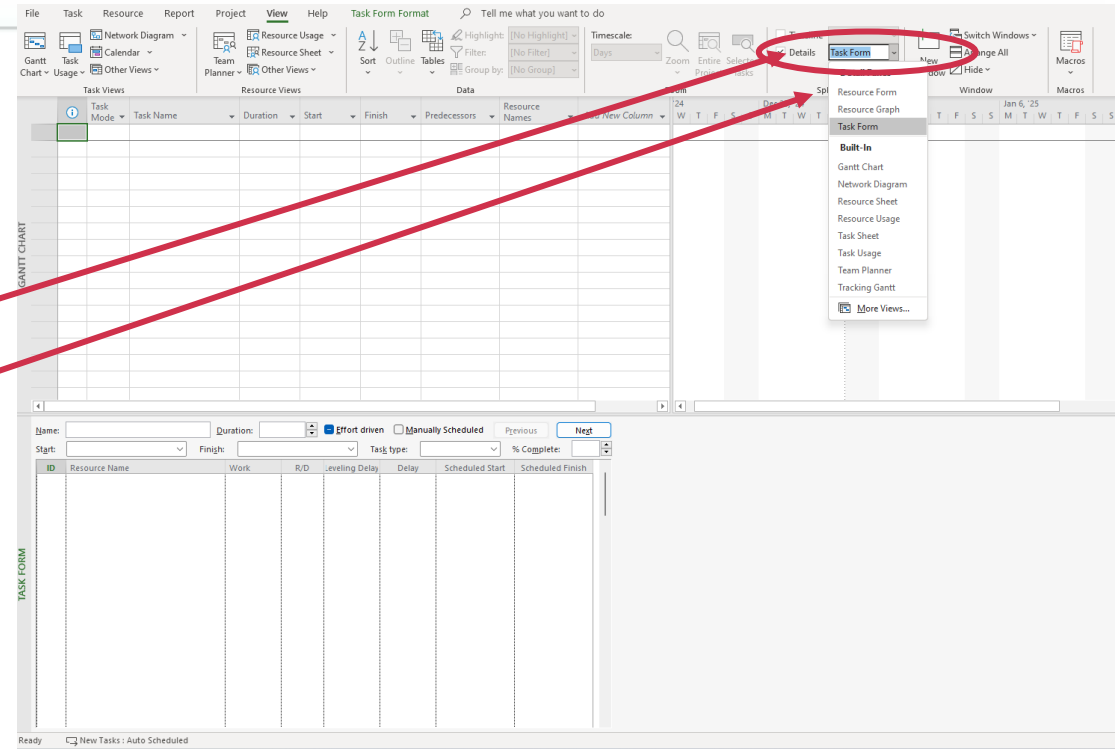 File Task Resource Report Project View Help Task Form Format Tell me what you want to do
Network Diagram
Calendar
Other Views
Gantt Chart
Task Usage
Task Views
Team Planner
Resource Usage
Resource Sheet
Other Views
Resource Views
Sort
Outline
Tables
Highlight: [No Highlight]
Filter: [No Filter]
Group by: [No Group]
Data
Timescale:
Days
Zoom
Entire
Details Task Form
New
Switch Windows
Arrange All
Hide
Window
Macros
Macros
Task Mode
Task Name
Duration
Start
Finish
Predecessors
Resource Names
New Column
'24
Jan 6, '25
W T F S
M T W T
T F S S M T W T F S S
Resource Form
Resource Graph
Task Form
Built-In
Gantt Chart
Network Diagram
Resource Sheet
Resource Usage
Task Sheet
Task Usage
Team Planner
Tracking Gantt
More Views...
GANTT CHART
Name: Duration: Effort driven Manually Scheduled Previous Next
Start: Finish: Task type: % Complete:
ID Resource Name Work R/D Leveling Delay Delay Scheduled Start Scheduled Finish
TASK FORM
Ready New Tasks : Auto Scheduled